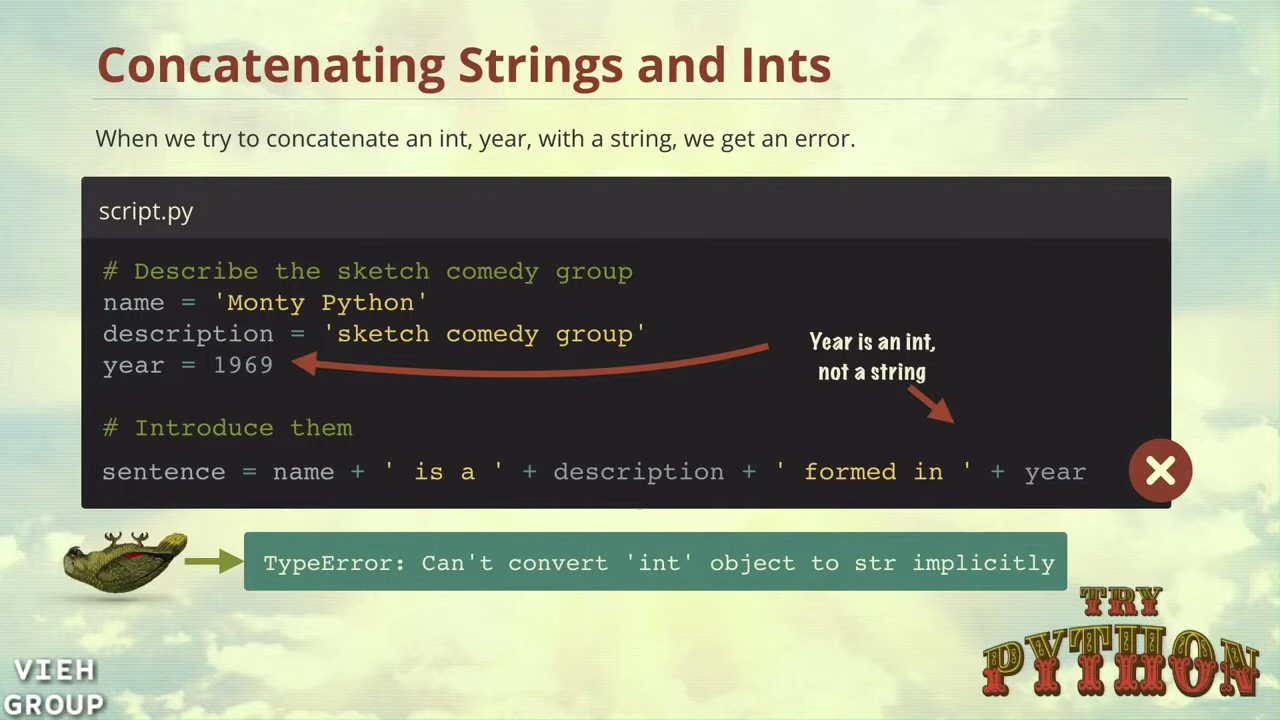 Concatenating Strings and Ints
When we try to concatenate an int, year, with a string, we get an error.
script.py
# Describe the sketch comedy group
name = 'Monty Python'
description = 'sketch comedy group'
year = 1969
Year is an int,
not a string
# Introduce them
sentence = name + ' is a ' + description + ' formed in ' + year
TypeError: Can't convert 'int' object to str implicitly
TRY
PYTHON
VIEH
GROUP